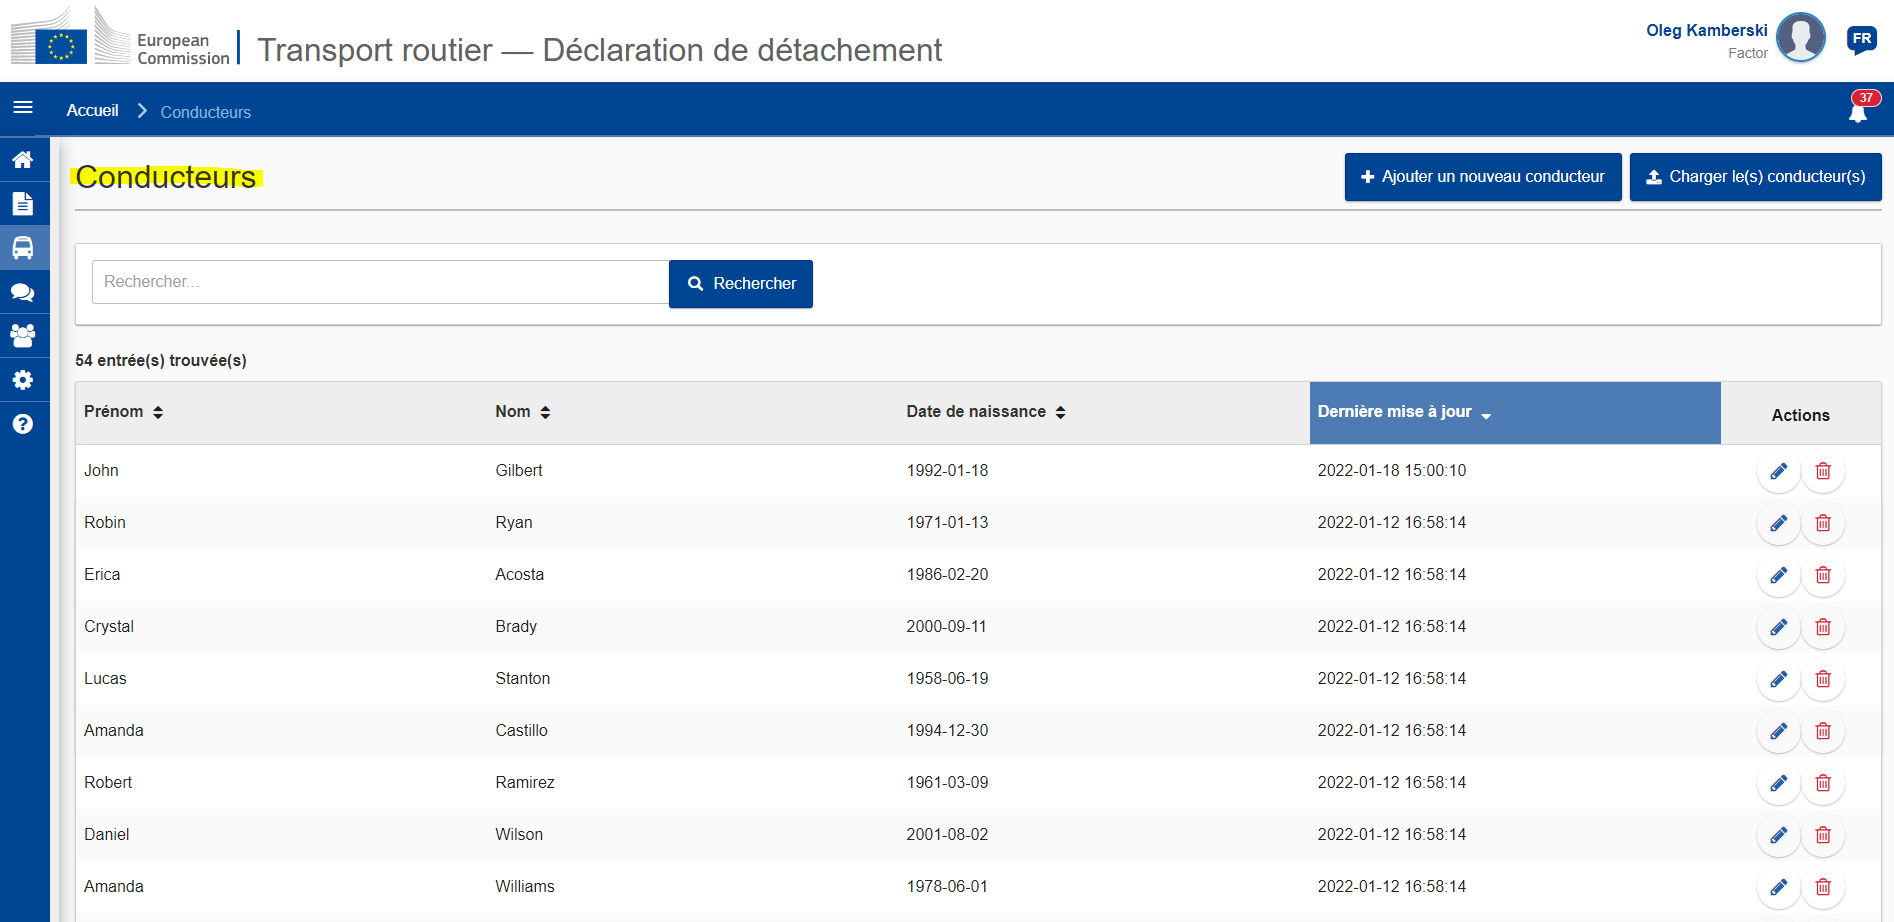 European
Commission
Transport routier — Déclaration de détachement
Oleg Kamberski
Factor
FR
Accueil
Conducteurs
37
Conducteurs
Ajouter un nouveau conducteur
Charger le(s) conducteur(s)
Rechercher...
Rechercher
54 entrée(s) trouvée(s)
Prénom Nom Date de naissance Dernière mise à jour Actions
John Gilbert 1992-01-18 2022-01-18 15:00:10
Robin Ryan 1971-01-13 2022-01-12 16:58:14
Erica Acosta 1986-02-20 2022-01-12 16:58:14
Crystal Brady 2000-09-11 2022-01-12 16:58:14
Lucas Stanton 1958-06-19 2022-01-12 16:58:14
Amanda Castillo 1994-12-30 2022-01-12 16:58:14
Robert Ramirez 1961-03-09 2022-01-12 16:58:14
Daniel Wilson 2001-08-02 2022-01-12 16:58:14
Amanda Williams 1978-06-01 2022-01-12 16:58:14